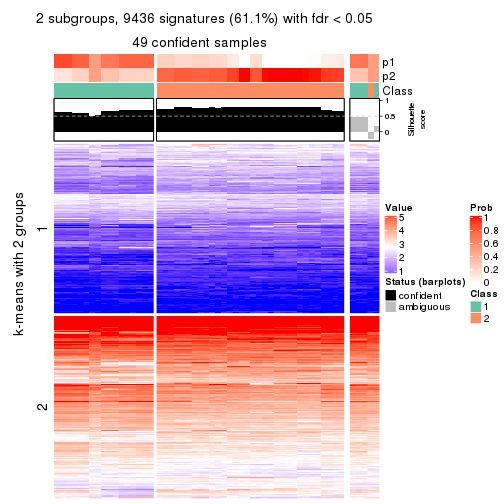 2 subgroups, 9436 signatures (61.1%) with fdr < 0.05
49 confident samples
p1
p2
Class
1
0.5
0
Silhouette
score
k-means with 2 groups
1
2
Value
5
4
3
2
1
Status (barplots)
confident
ambiguous
Prob
1
0.8
0.6
0.4
0.2
0
Class
1
2